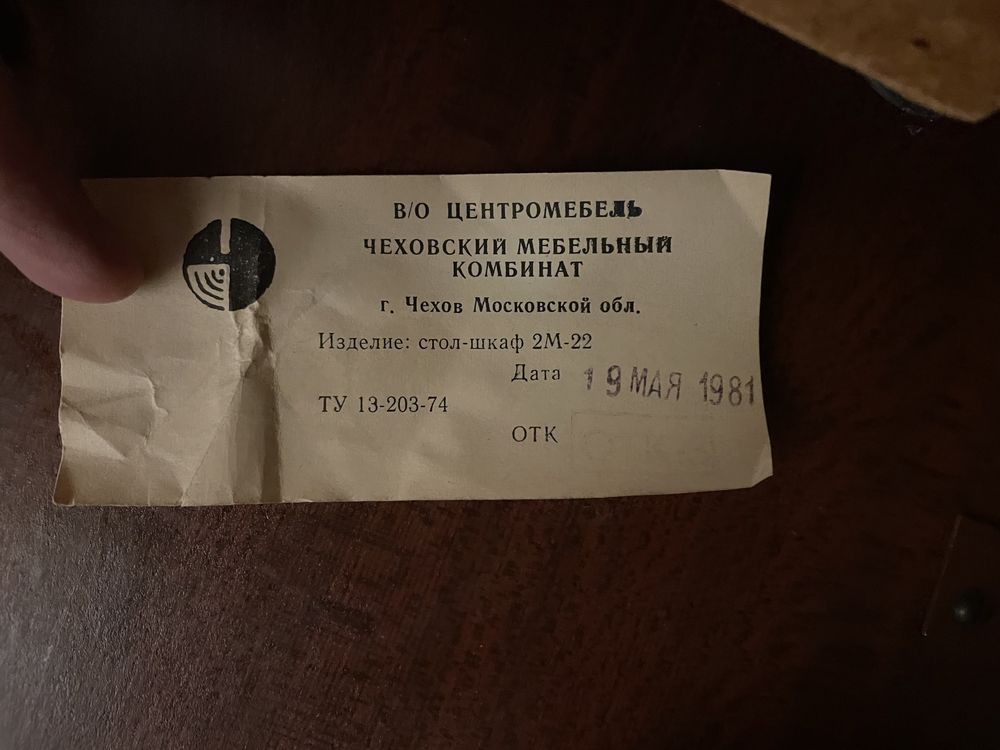 В/О ЦЕНТРОМЕБЕЛЬ
ЧЕХОВСКИЙ МЕБЕЛЬНЫЙ
КОМБИНАТ
г. Чехов Московской обл.
Изделие: стол-шкаф 2М-22
Дата 19 МАЯ 1981
ТУ 13-203-74
ОТК